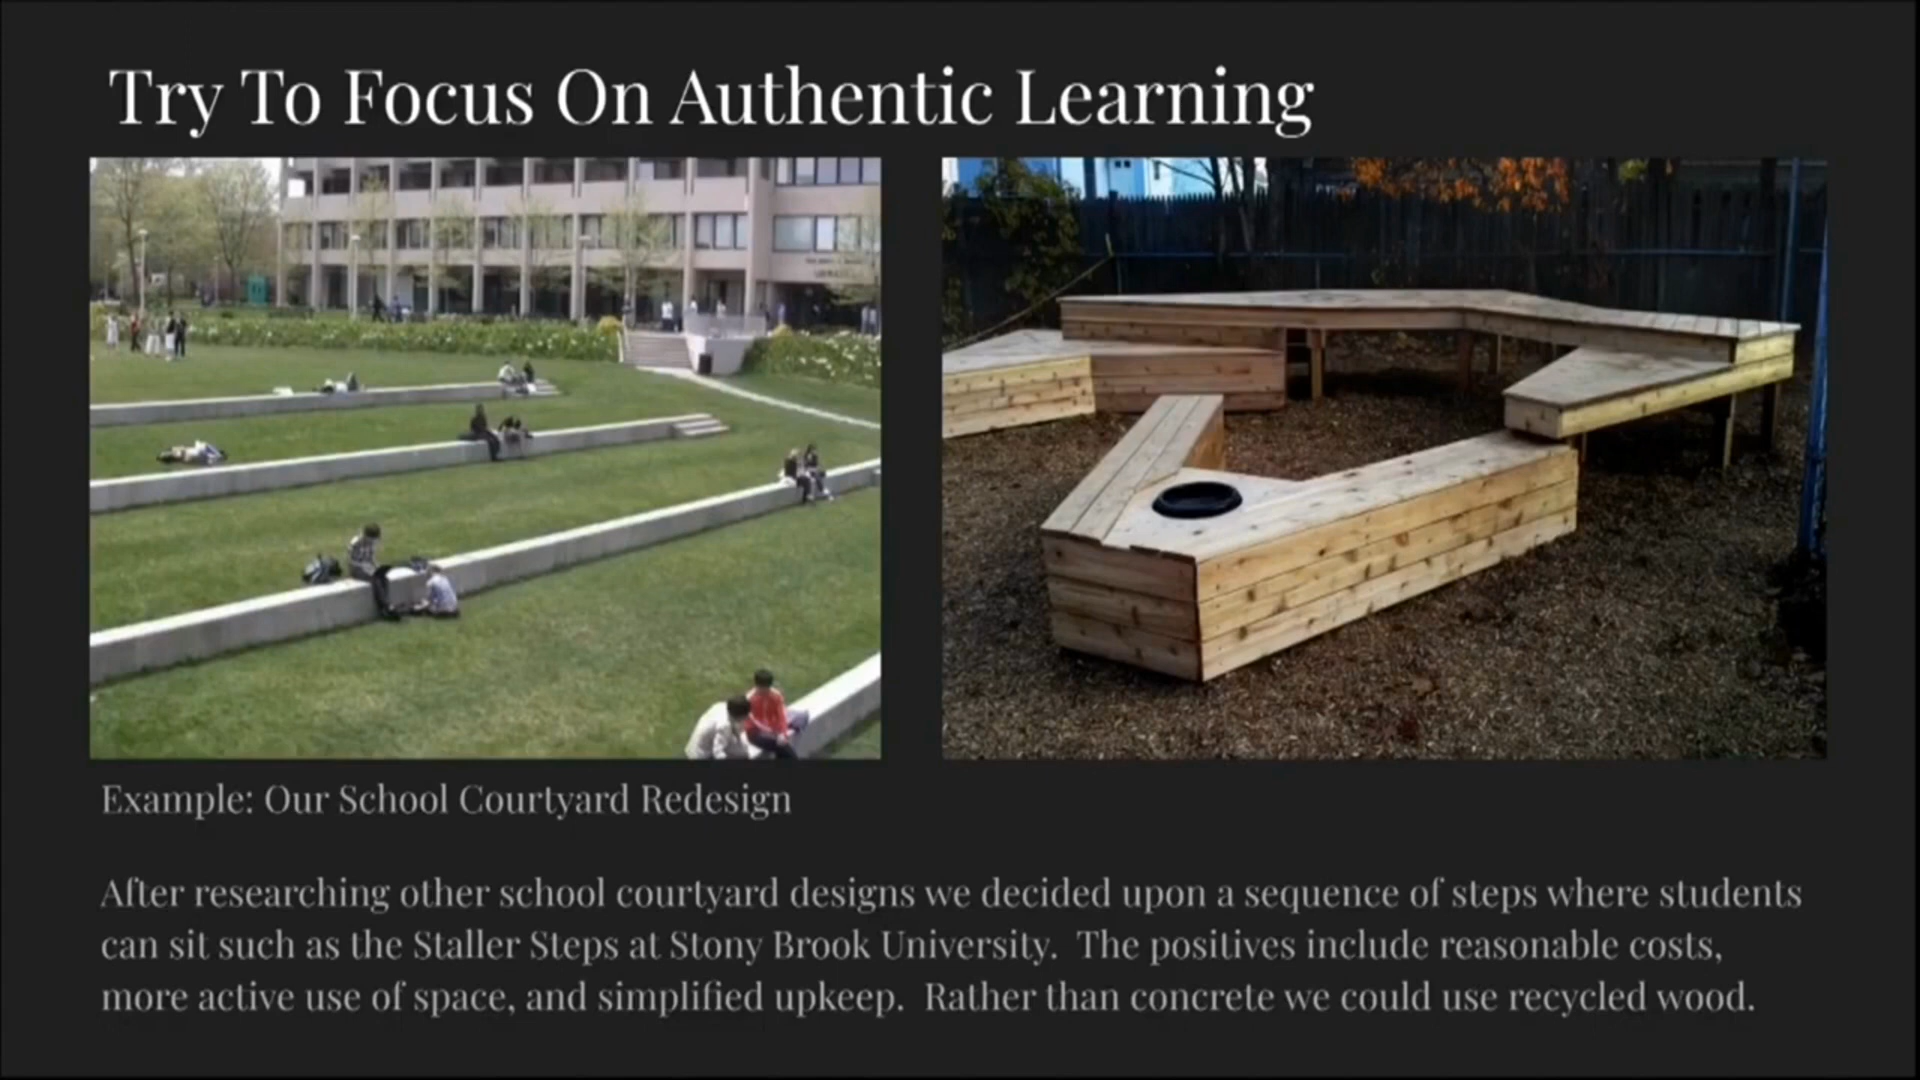 Try To Focus On Authentic Learning
Example: Our School Courtyard Redesign
After researching other school courtyard designs we decided upon a sequence of steps where students
can sit such as the Staller Steps at Stony Brook University.  The positives include reasonable costs,
more active use of space, and simplified upkeep.  Rather than concrete we could use recycled wood.